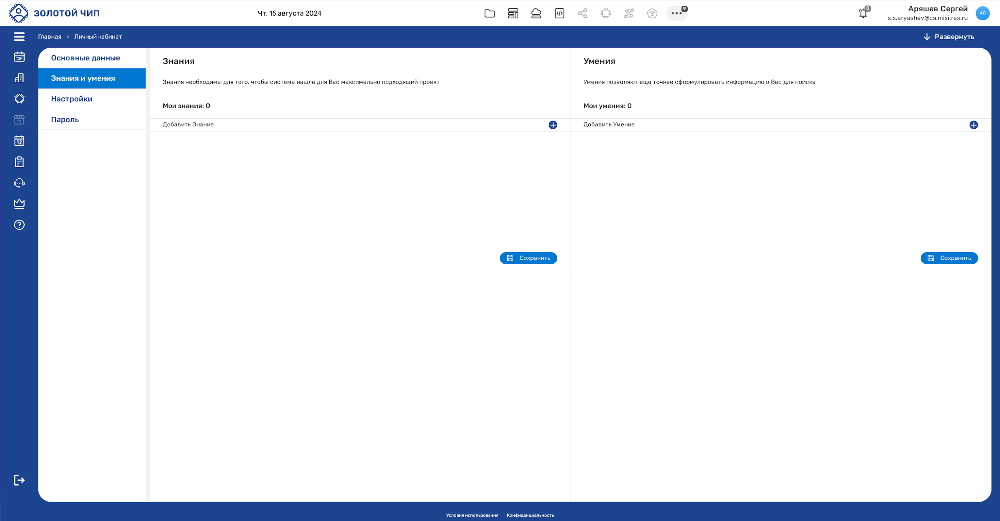 ЗОЛОТОЙ ЧИП
Чт, 15 августа 2024
9
0
Аряшев Сергей
s.s.aryashev@cs.niisi.ras.ru
АС
Главная > Личный кабинет
Развернуть
Основные данные
Знания и умения
Настройки
Пароль
12
Знания
Знания необходимы для того, чтобы система нашла для Вас максимально подходящий проект
Мои знания: 0
Добавить Знание
Сохранить
Умения
Умения позволяют еще точнее сформулировать информацию о Вас для поиска
Мои умения: 0
Добавить Умение
Сохранить
Условия использования
Конфиденциальность